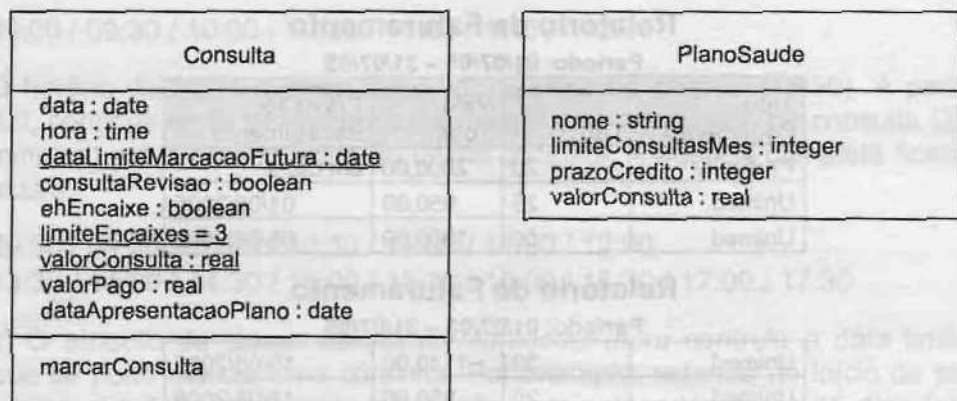 Consulta
data : date
hora : time
dataLimiteMarcacaoFutura : date
consultaRevisao : boolean
ehEncaixe : boolean
limiteEncaixes = 3
valorConsulta : real
valorPago : real
dataApresentacaoPlano : date
marcarConsulta
PlanoSaude
nome : string
limiteConsultasMes : integer
prazoCredito : integer
valorConsulta : real